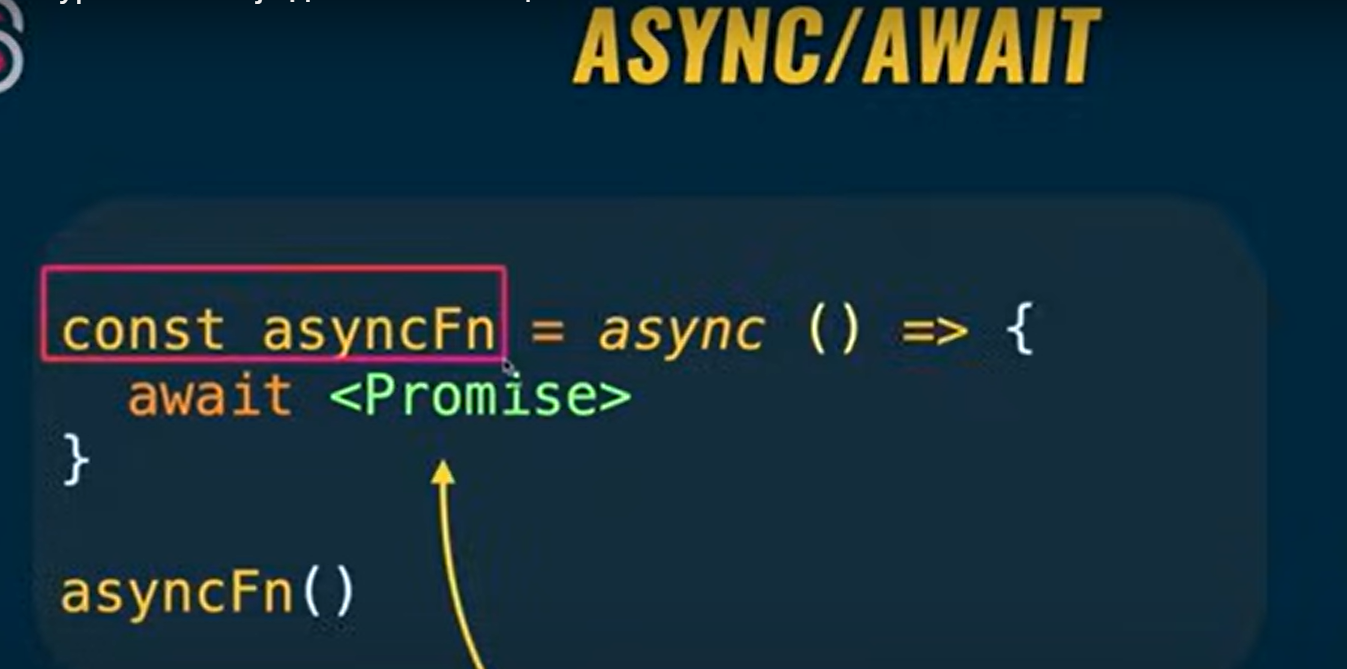 ASYNC/AWAIT
const asyncFn = async () => {
await <Promise>
}
asyncFn()